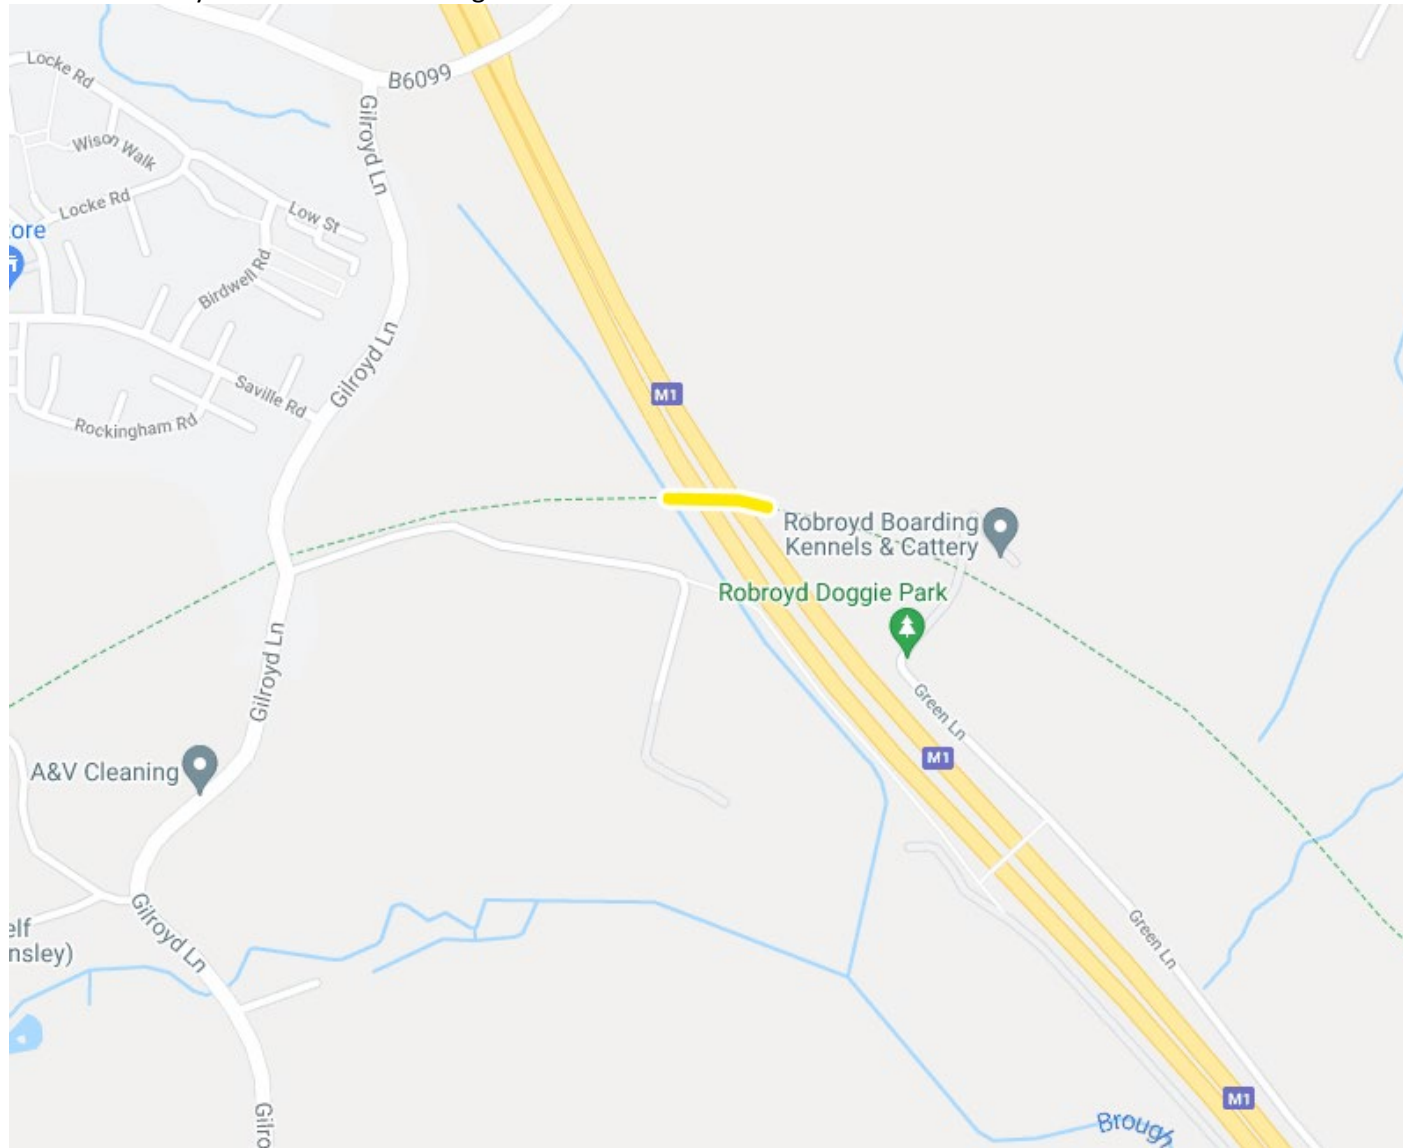 B6099
Locke Rd
Gilroyd Ln
Wison Walk
Locke Rd
Low St
ore
Birdwell Rd
Gilroyd Ln
Saville Rd
M1
Rockingham Rd
Robroyd Boarding
Kennels & Cattery
Robroyd Doggie Park
Gilroyd Ln
Green Ln
M1
A&V Cleaning
Gilroyd Ln
elf
nsley)
Green Ln
M1
Brough
Gilro